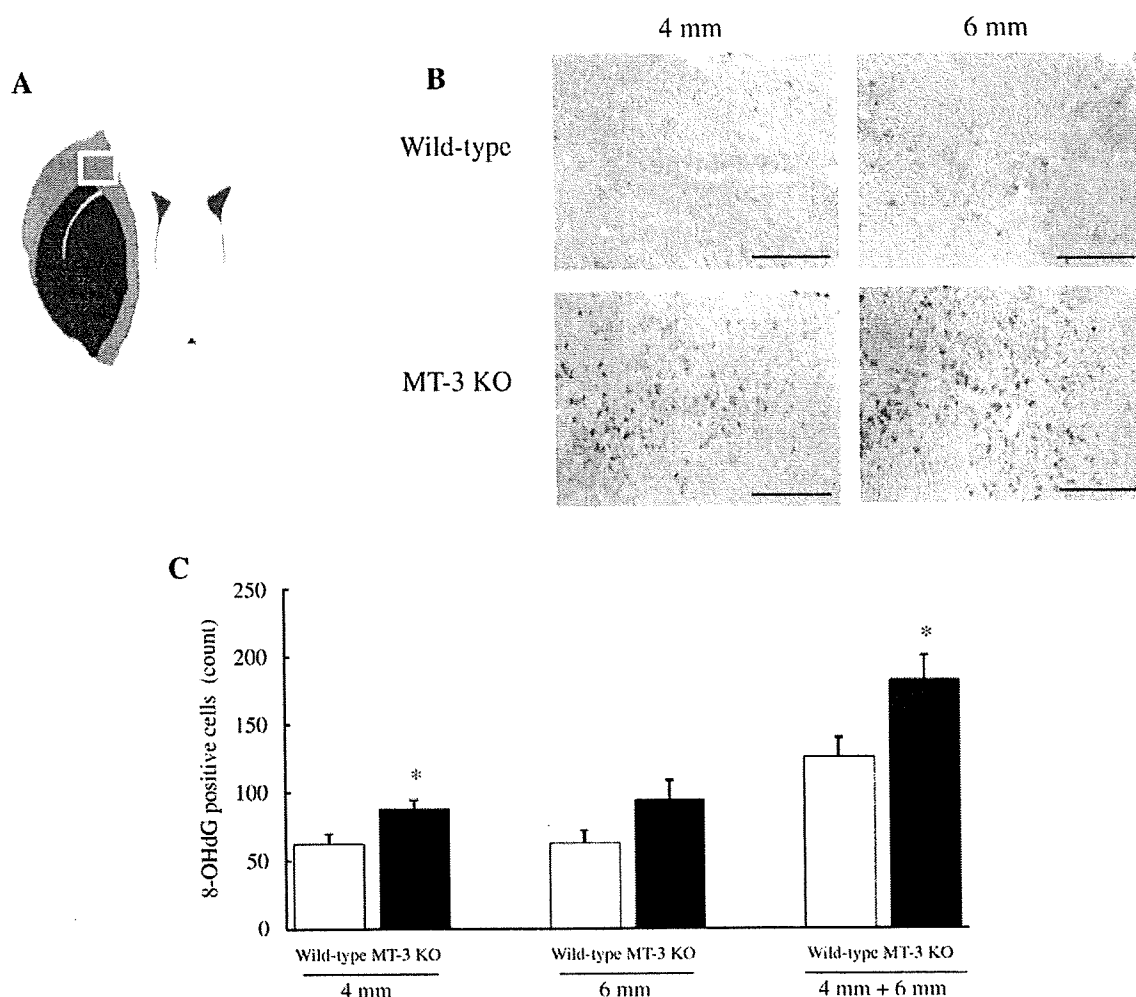 4 mm 6 mm
A
B
Wild-type
MT-3 KO
C
8-OHdG positive cells (count)
250
200
150
100
50
0
*
*
Wild-type MT-3 KO Wild-type MT-3 KO Wild-type MT-3 KO
4 mm 6 mm 4 mm + 6 mm